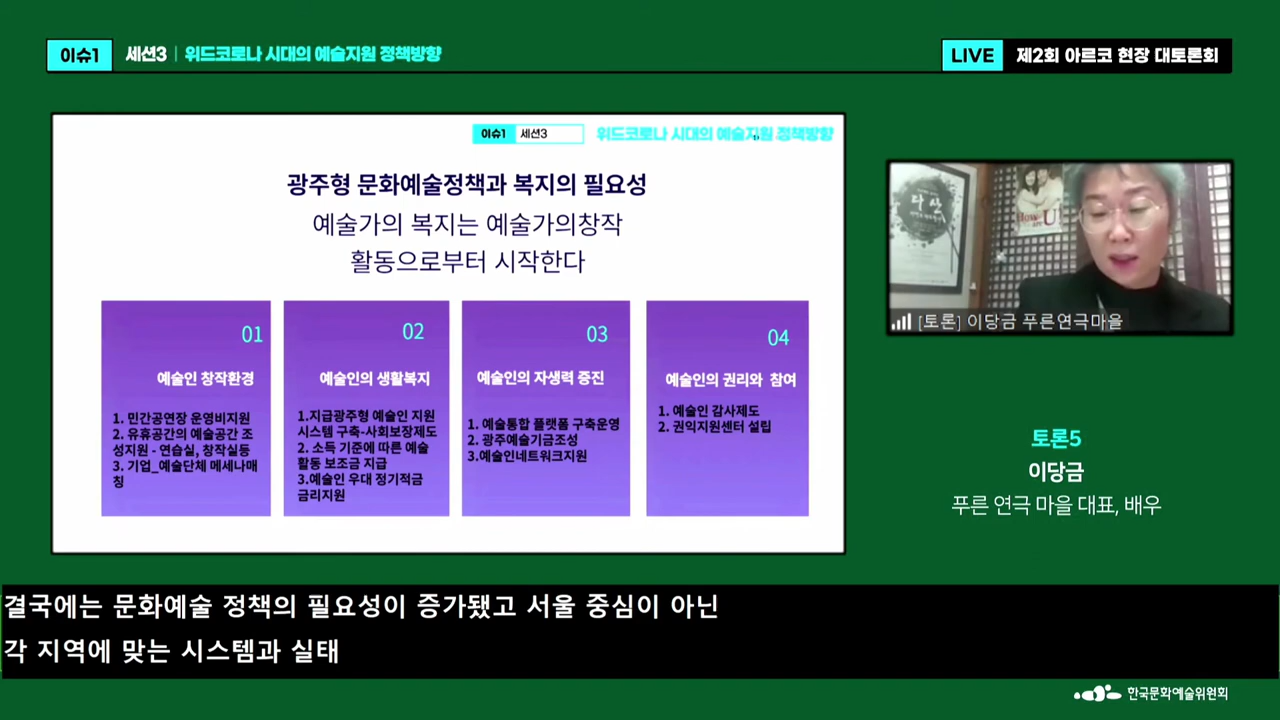 이슈1 세션3 | 위드코로나 시대의 예술지원 정책방향
LIVE 제2회 아르코 현장 대토론회
이슈1 세션3 위드코로나 시대의 예술지원 정책방향
광주형 문화예술정책과 복지의 필요성
예술가의 복지는 예술가의창작
활동으로부터 시작한다
01
예술인 창작환경
1. 민간공연장 운영비지원
2. 유휴공간의 예술공간 조
성지원 - 연습실, 창작실등
3. 기업_예술단체 메세나매
칭
02
예술인의 생활복지
1.지급광주형 예술인 지원
시스템 구축-사회보장제도
2. 소득 기준에 따른 예술
활동 보조금 지급
3.예술인 우대 정기적금
금리지원
03
예술인의 자생력 증진
1. 예술통합 플랫폼 구축운영
2. 광주예술기금조성
3.예술인네트워크지원
04
예술인의 권리와 참여
1. 예술인 감사제도
2. 권익지원센터 설립
다산
How
U!
[토론] 이당금 푸른연극마을
토론5
이당금
푸른 연극 마을 대표, 배우
결국에는 문화예술 정책의 필요성이 증가됐고 서울 중심이 아닌
각 지역에 맞는 시스템과 실태
한국문화예술위원회